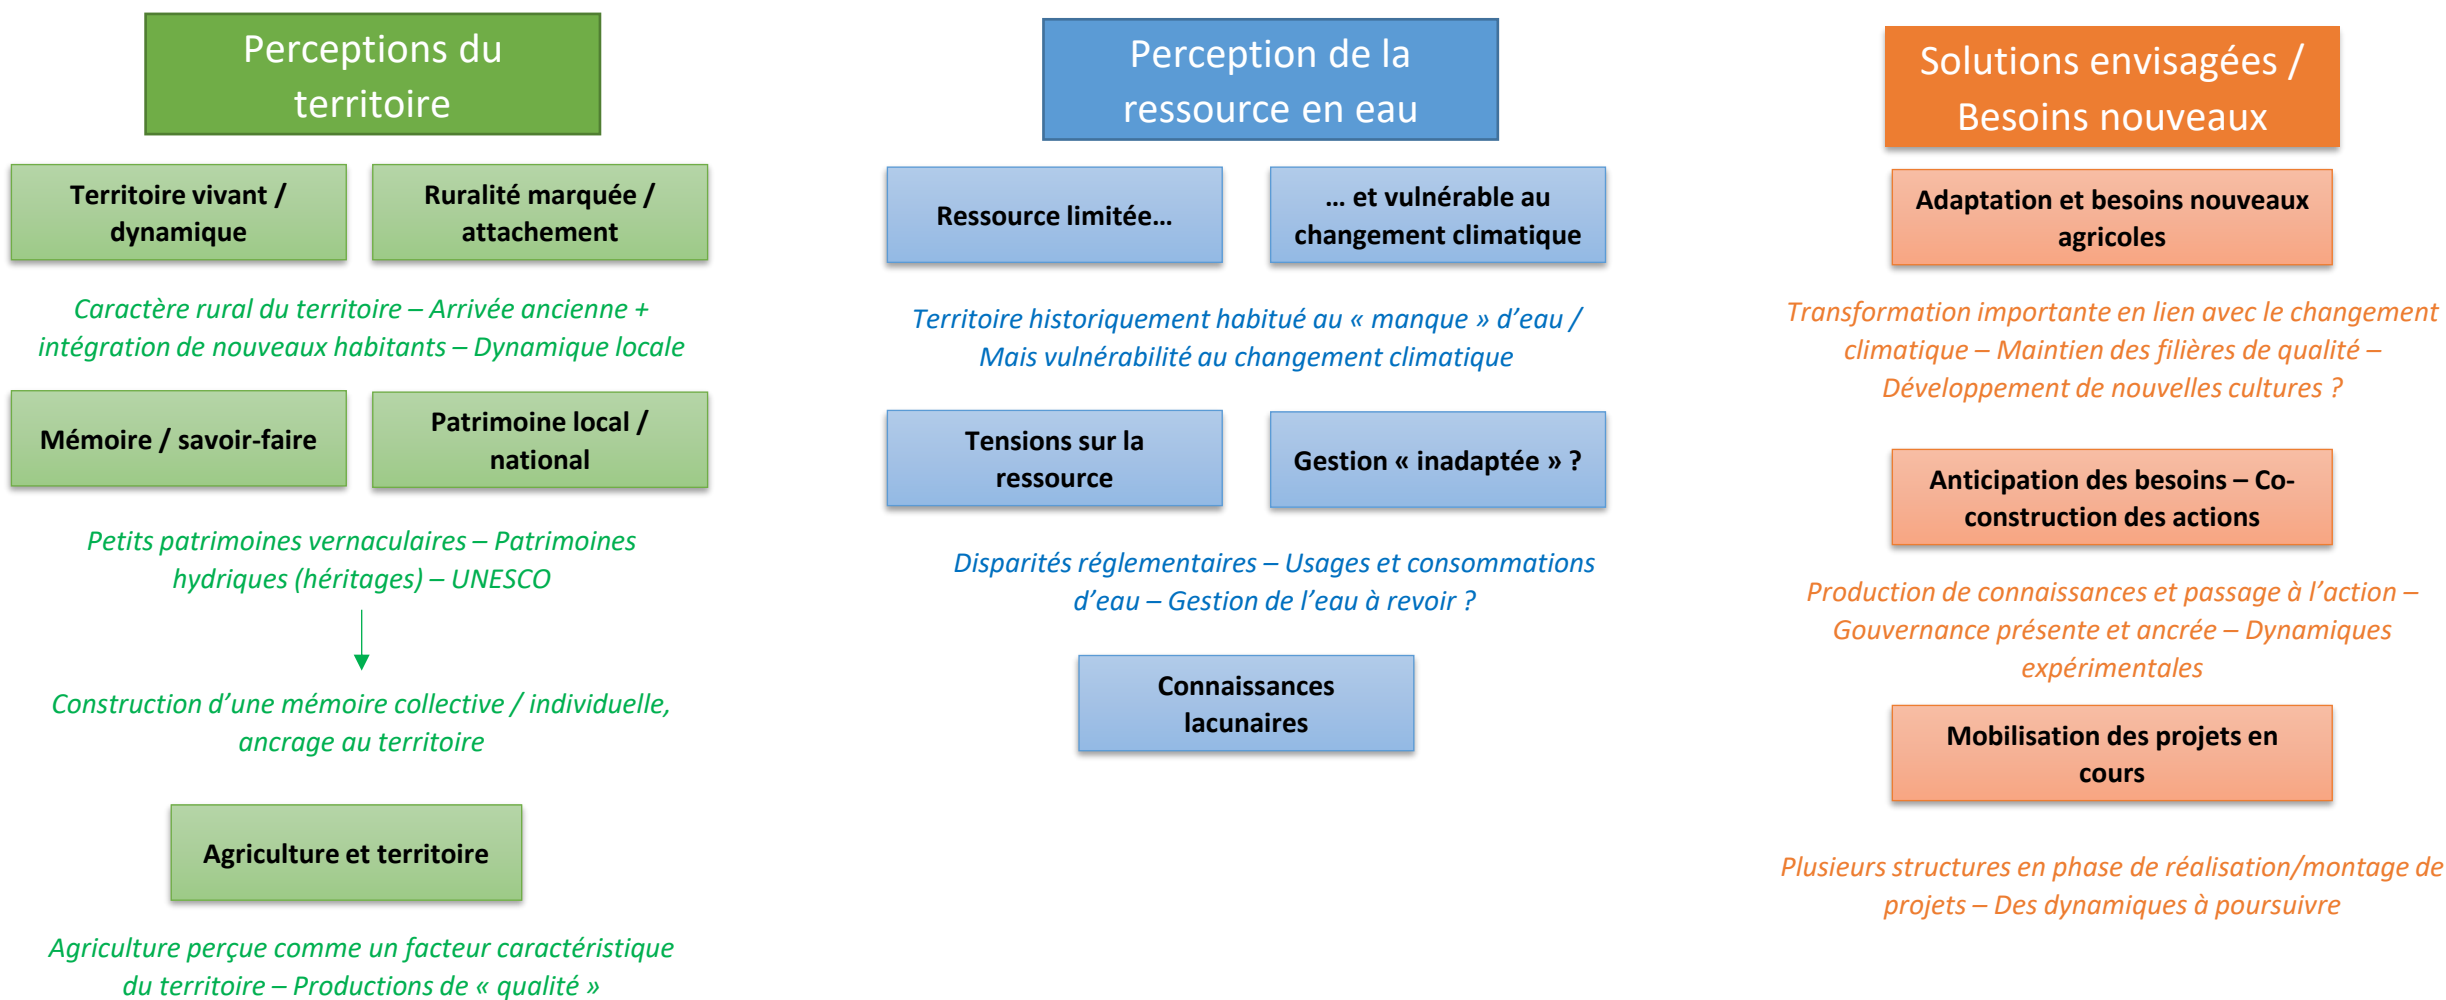 Perceptions du
territoire
Territoire vivant /
dynamique
Ruralité marquée /
attachement
Caractère rural du territoire – Arrivée ancienne +
intégration de nouveaux habitants – Dynamique locale
Mémoire / savoir-faire
Patrimoine local /
national
Petits patrimoines vernaculaires – Patrimoines
hydriques (héritages) – UNESCO
Construction d’une mémoire collective / individuelle,
ancrage au territoire
Agriculture et territoire
Agriculture perçue comme un facteur caractéristique
du territoire – Productions de « qualité »
Perception de la
ressource en eau
Ressource limitée…
… et vulnérable au
changement climatique
Territoire historiquement habitué au « manque » d’eau /
Mais vulnérabilité au changement climatique
Tensions sur la
ressource
Gestion « inadaptée » ?
Disparités réglementaires – Usages et consommations
d’eau – Gestion de l’eau à revoir ?
Connaissances
lacunaires
Solutions envisagées /
Besoins nouveaux
Adaptation et besoins nouveaux
agricoles
Transformation importante en lien avec le changement
climatique – Maintien des filières de qualité –
Développement de nouvelles cultures ?
Anticipation des besoins – Co-
construction des actions
Production de connaissances et passage à l’action –
Gouvernance présente et ancrée – Dynamiques
expérimentales
Mobilisation des projets en
cours
Plusieurs structures en phase de réalisation/montage de
projets – Des dynamiques à poursuivre